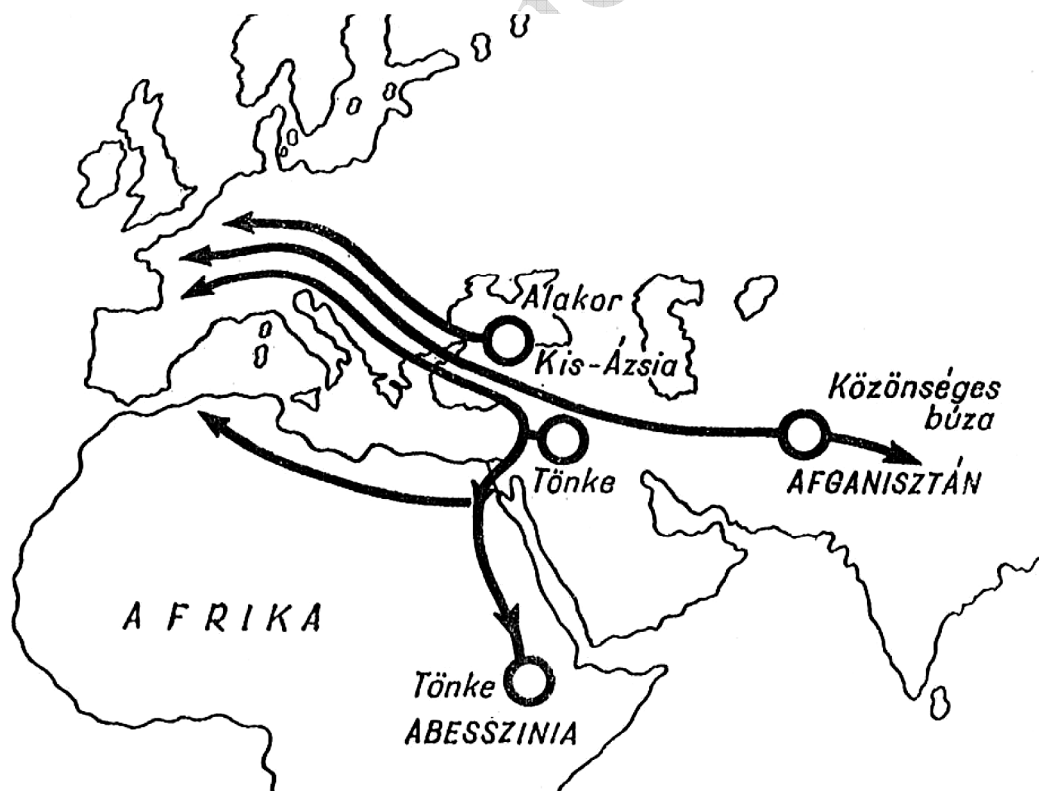 Alakor
Kis-Ázsia
Közönséges
búza
AFGANISZTÁN
Tönke
AFRIKA
Tönke
ABESSZINIA